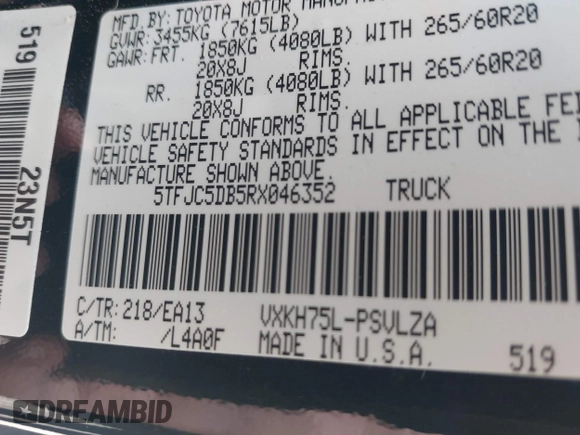 MFD.BY: TOYOTA MOTOR
GVWR: 3455KG (7615LB)
GAWR: FRT. 1850KG (4080LB) WITH 265/60R20
20X8J RIMS.
RR. 1850KG (4080LB) WITH 265/60R20
20X8J RIMS.
THIS VEHICLE CONFORMS TO ALL APPLICABLE
VEHICLE SAFETY STANDARDS IN EFFECT ON THE
MANUFACTURE SHOWN ABOVE.
5TFJC5DB5RX046352 TRUCK
C/TR: 218/EA13 VXKH75L-PSVLZA
A/TM: /L4A0F MADE IN U.S.A. 519
519
23N5T
DREAMBID